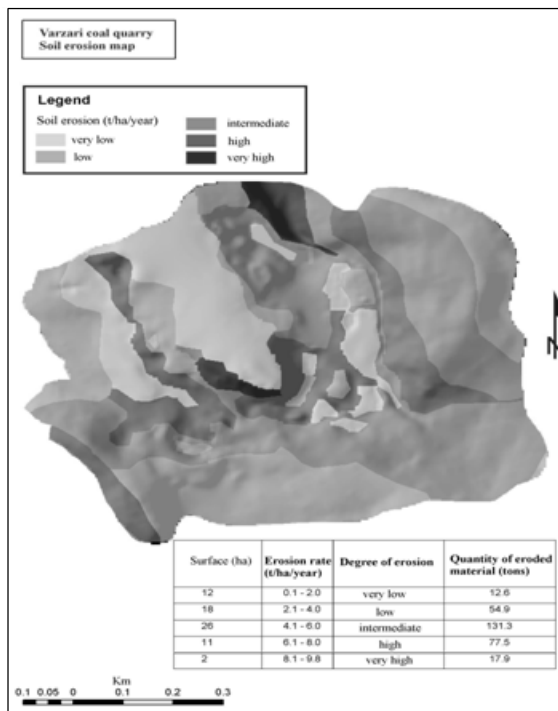 Varzari coal quarry
Soil erosion map
Legend
Soil erosion (t/ha/year)
very low
low
intermediate
high
very high
N
Surface (ha) Erosion rate (t/ha/year) Degree of erosion Quantity of eroded material (tons)
12 0.1 - 2.0 very low 12.6
18 2.1 - 4.0 low 54.9
26 4.1 - 6.0 intermediate 131.3
11 6.1 - 8.0 high 77.5
2 8.1 - 9.8 very high 17.9
Km
0.1 0.05 0 0.1 0.2 0.3